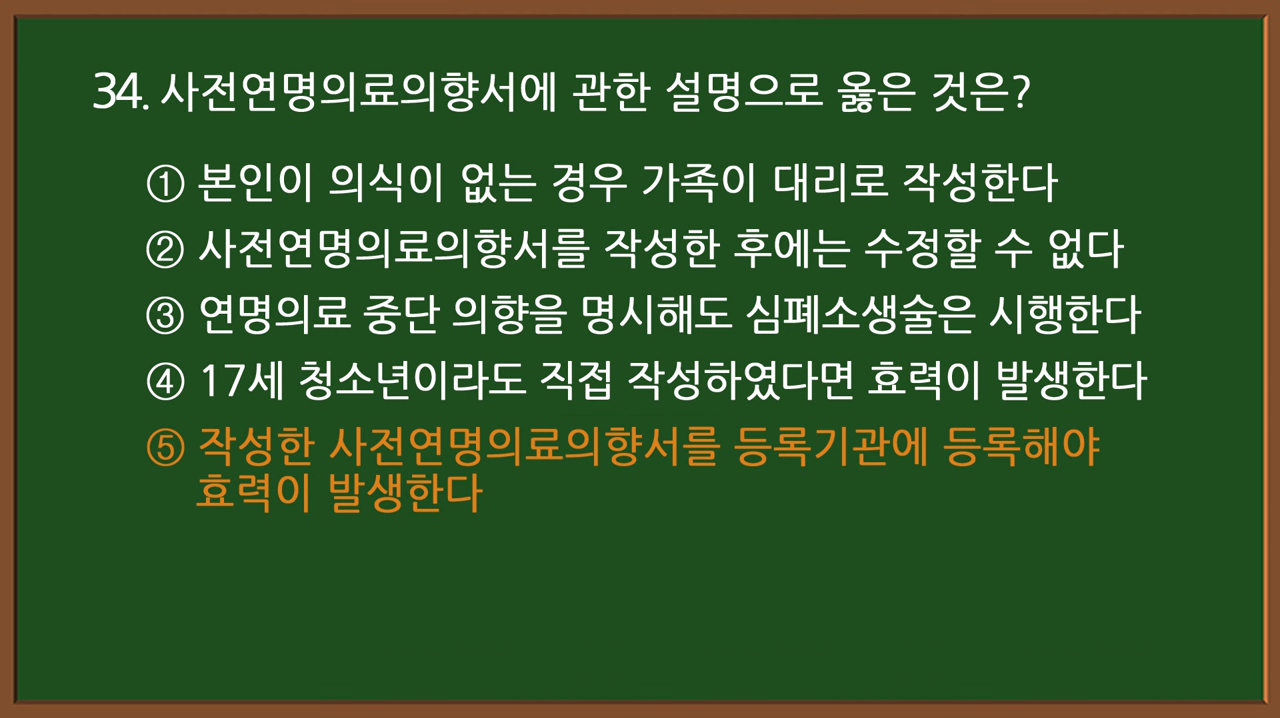 34. 사전연명의료의향서에 관한 설명으로 옳은 것은?
① 본인이 의식이 없는 경우 가족이 대리로 작성한다
② 사전연명의료의향서를 작성한 후에는 수정할 수 없다
③ 연명의료 중단 의향을 명시해도 심폐소생술은 시행한다
④ 17세 청소년이라도 직접 작성하였다면 효력이 발생한다
⑤ 작성한 사전연명의료의향서를 등록기관에 등록해야
효력이 발생한다